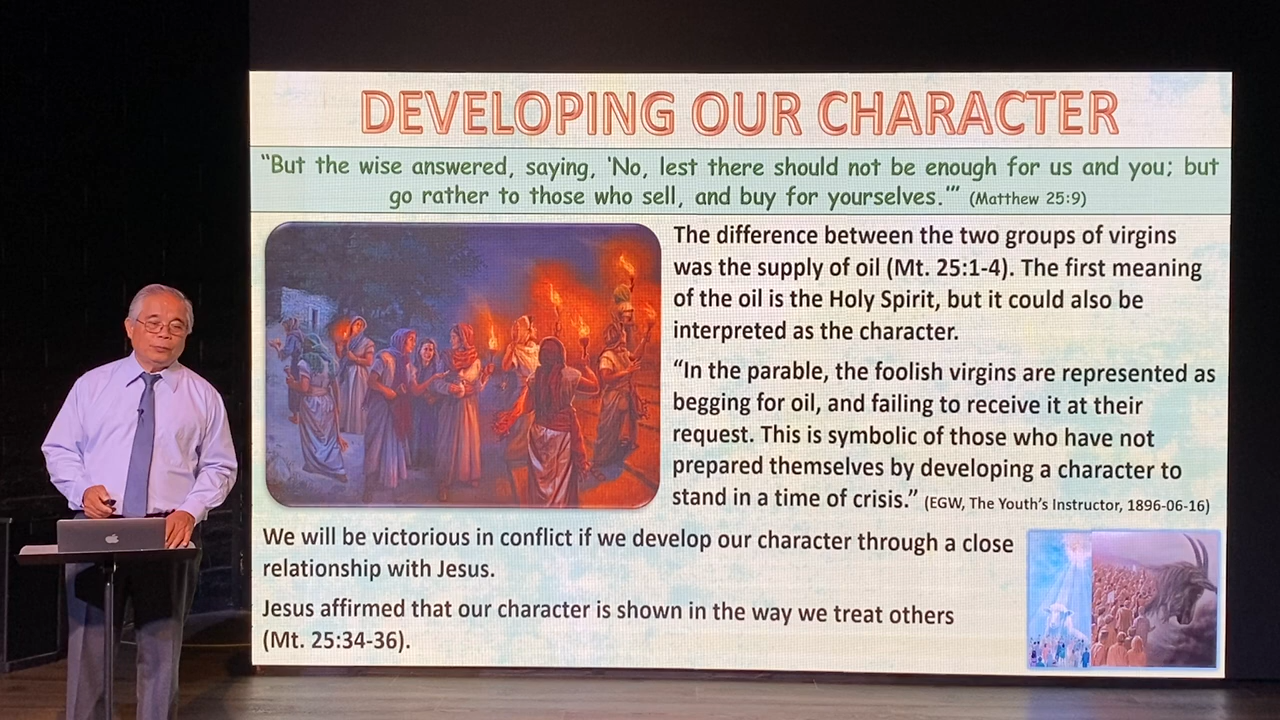 DEVELOPING OUR CHARACTER
“But the wise answered, saying, ‘No, lest there should not be enough for us and you; but
go rather to those who sell, and buy for yourselves.’” (Matthew 25:9)
The difference between the two groups of virgins
was the supply of oil (Mt. 25:1-4). The first meaning
of the oil is the Holy Spirit, but it could also be
interpreted as the character.
“In the parable, the foolish virgins are represented as
begging for oil, and failing to receive it at their
request. This is symbolic of those who have not
prepared themselves by developing a character to
stand in a time of crisis.” (EGW, The Youth’s Instructor, 1896-06-16)
We will be victorious in conflict if we develop our character through a close
relationship with Jesus.
Jesus affirmed that our character is shown in the way we treat others
(Mt. 25:34-36).